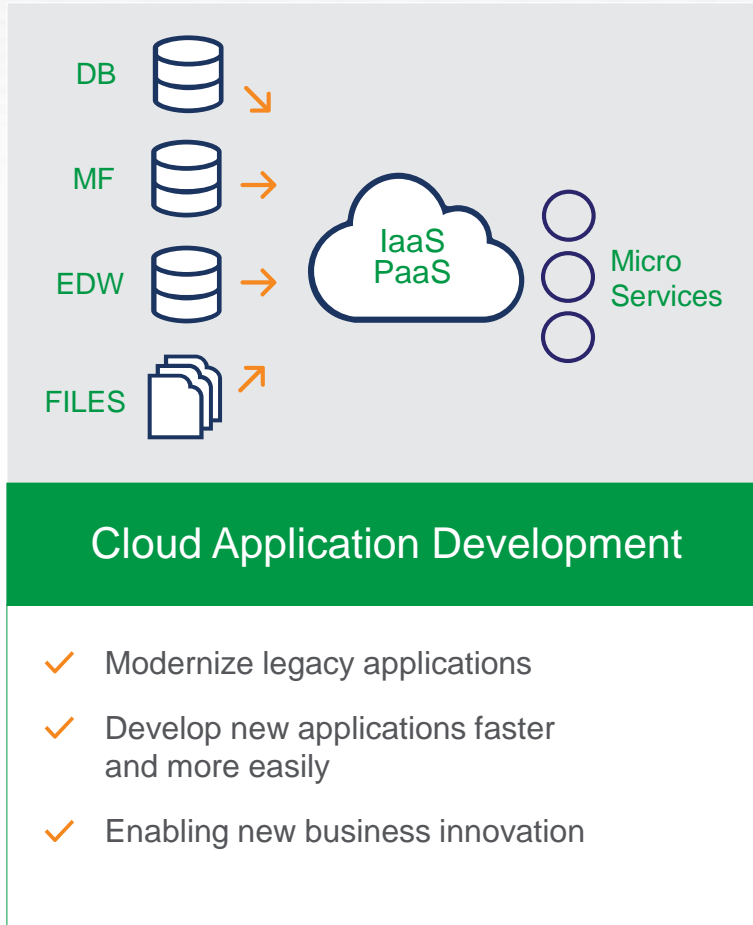 DB
MF
EDW
FILES
IaaS
PaaS
Micro
Services
Cloud Application Development
Modernize legacy applications
Develop new applications faster
and more easily
Enabling new business innovation